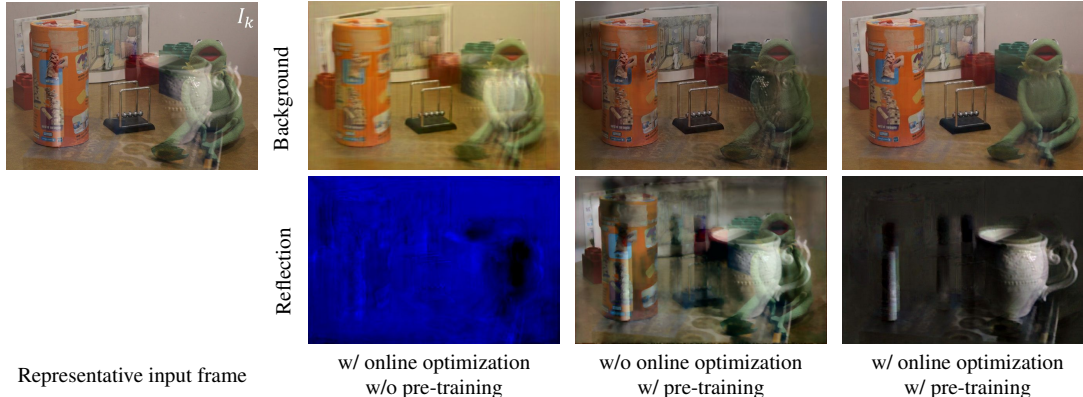 I_k
Background
Reflection
Representative input frame
w/ online optimization
w/o pre-training
w/o online optimization
w/ pre-training
w/ online optimization
w/ pre-training